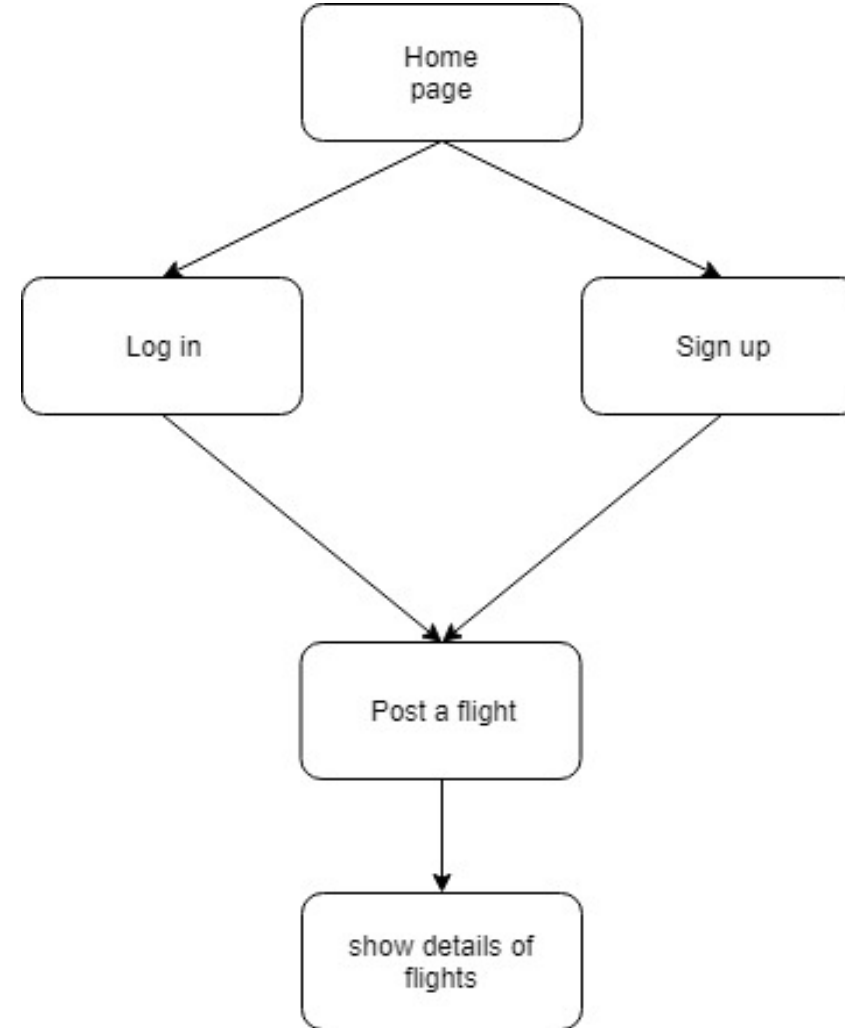 Home
page
Log in
Sign up
Post a flight
show details of
flights